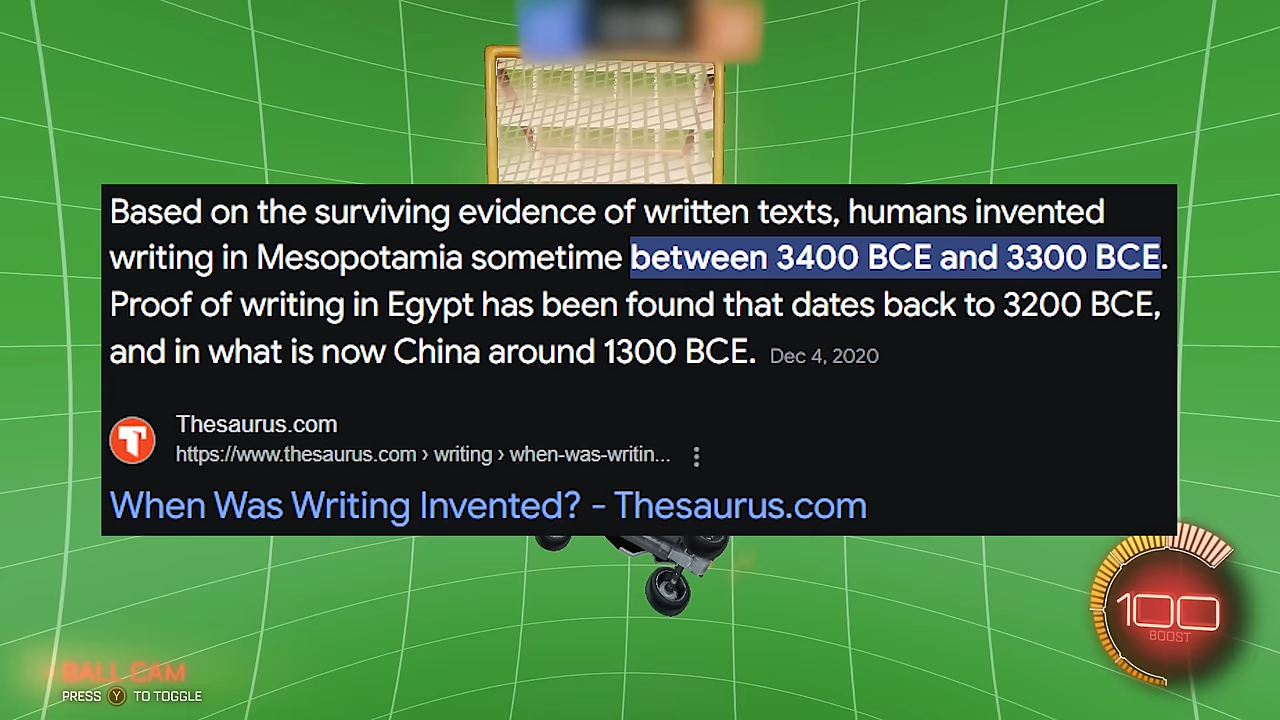 Based on the surviving evidence of written texts, humans invented
writing in Mesopotamia sometime between 3400 BCE and 3300 BCE.
Proof of writing in Egypt has been found that dates back to 3200 BCE,
and in what is now China around 1300 BCE. Dec 4, 2020
Thesaurus.com
https://www.thesaurus.com › writing › when-was-writin...
When Was Writing Invented? - Thesaurus.com
100
BOOST
BALL CAM
PRESS Y TO TOGGLE